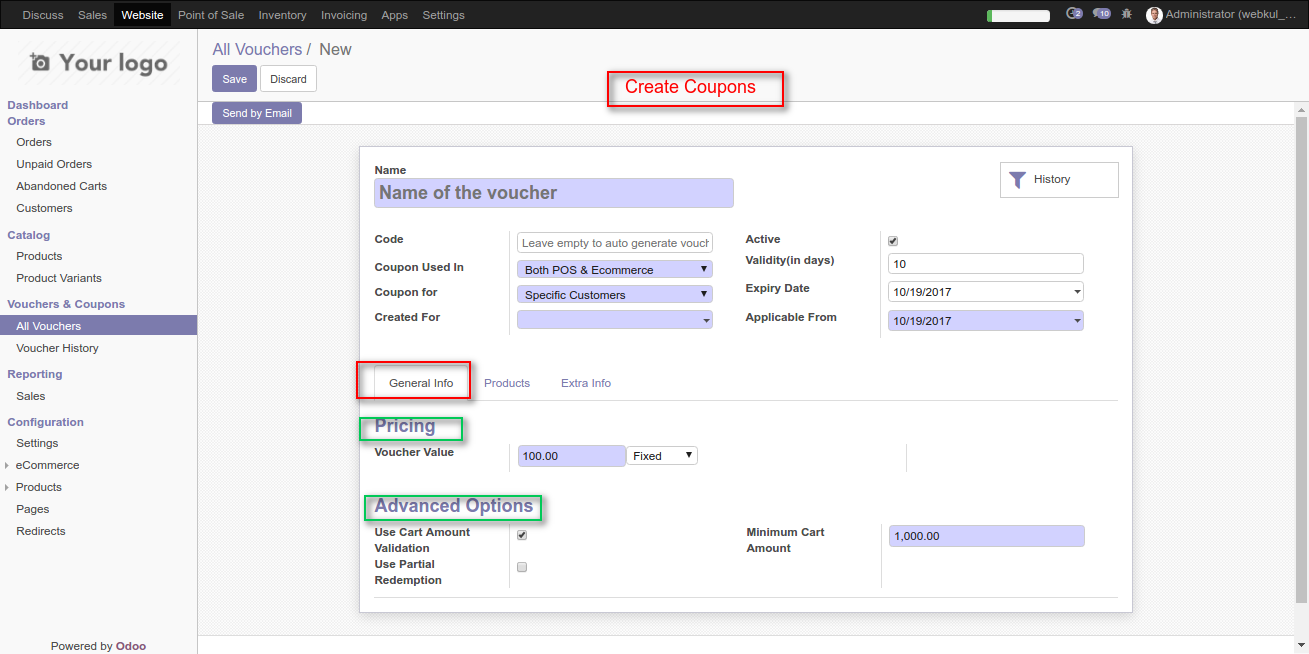 Discuss Sales Website Point of Sale Inventory Invoicing Apps Settings 2 10 Administrator (webkul_...
Your logo
All Vouchers / New
Save Discard
Create Coupons
Send by Email
Dashboard
Orders
Orders
Unpaid Orders
Abandoned Carts
Customers
Catalog
Products
Product Variants
Vouchers & Coupons
All Vouchers
Voucher History
Reporting
Sales
Configuration
Settings
eCommerce
Products
Pages
Redirects
Powered by Odoo
Name
Name of the voucher
History
Code Leave empty to auto generate vouch
Coupon Used In Both POS & Ecommerce
Coupon for Specific Customers
Created For
Active
Validity(in days) 10
Expiry Date 10/19/2017
Applicable From 10/19/2017
General Info Products Extra Info
Pricing
Voucher Value 100.00 Fixed
Advanced Options
Use Cart Amount
Validation
Use Partial
Redemption
Minimum Cart 1,000.00
Amount